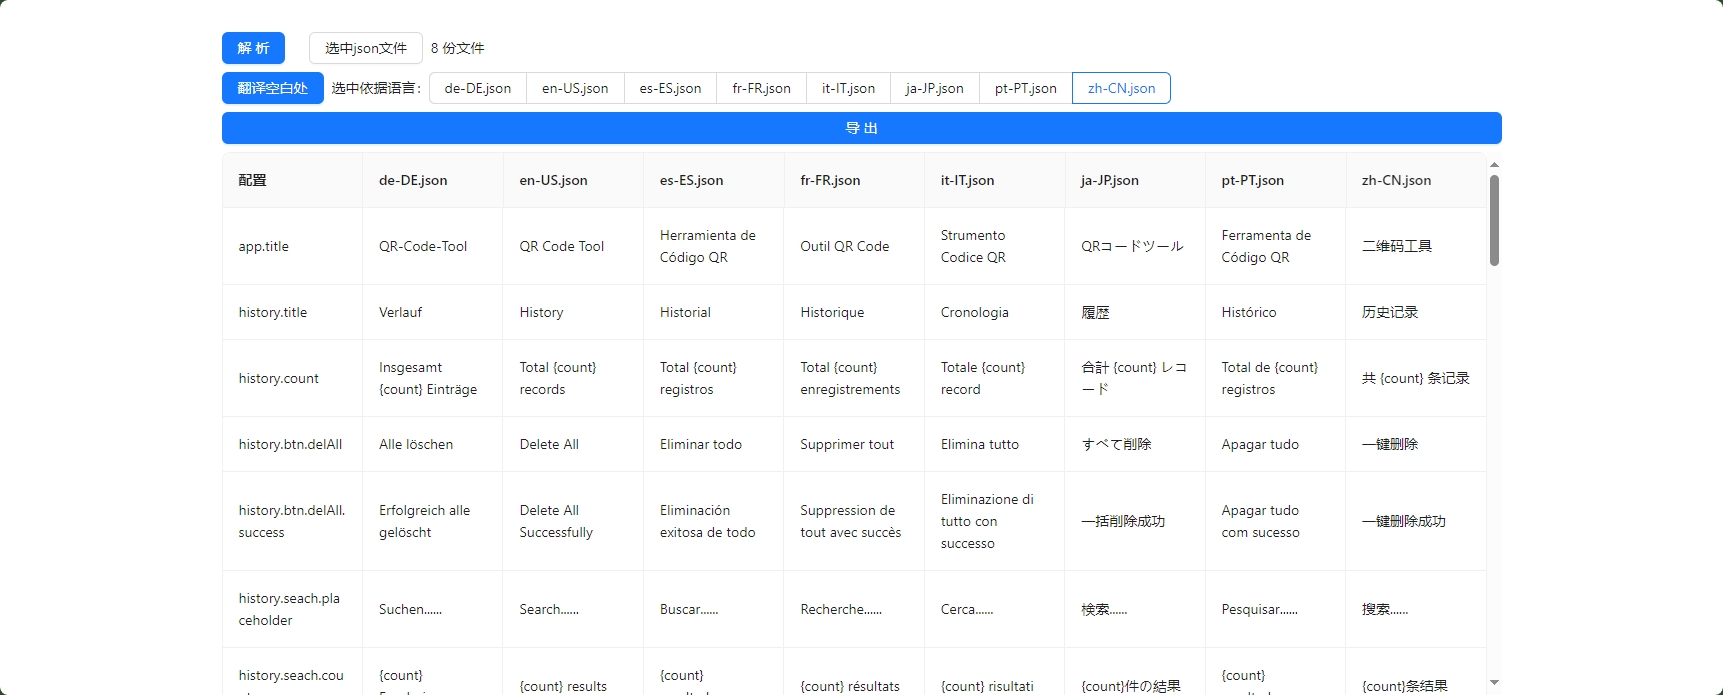 解 析 选中json文件 8 份文件
翻译空白处 选中依据语言: de-DE.json en-US.json es-ES.json fr-FR.json it-IT.json ja-JP.json pt-PT.json zh-CN.json
导 出
配置 de-DE.json en-US.json es-ES.json fr-FR.json it-IT.json ja-JP.json pt-PT.json zh-CN.json
app.title QR-Code-Tool QR Code Tool Herramienta de Código QR Outil QR Code Strumento Codice QR QRコードツール Ferramenta de Código QR 二维码工具
history.title Verlauf History Historial Historique Cronologia 履歴 Histórico 历史记录
history.count Insgesamt {count} Einträge Total {count} records Total {count} registros Total {count} enregistrements Totale {count} record 合計 {count} レコード Total de {count} registros 共 {count} 条记录
history.btn.delAll Alle löschen Delete All Eliminar todo Supprimer tout Elimina tutto すべて削除 Apagar tudo 一键删除
history.btn.delAll.success Erfolgreich alle gelöscht Delete All Successfully Eliminación exitosa de todo Suppression de tout avec succès Eliminazione di tutto con successo 一括削除成功 Apagar tudo com sucesso 一键删除成功
history.seach.placeholder Suchen...... Search...... Buscar...... Recherche...... Cerca...... 検索...... Pesquisar...... 搜索......
history.seach.cou {count} {count} results {count} {count} résultats {count} risultati {count}件の結果 {count} {count}条结果